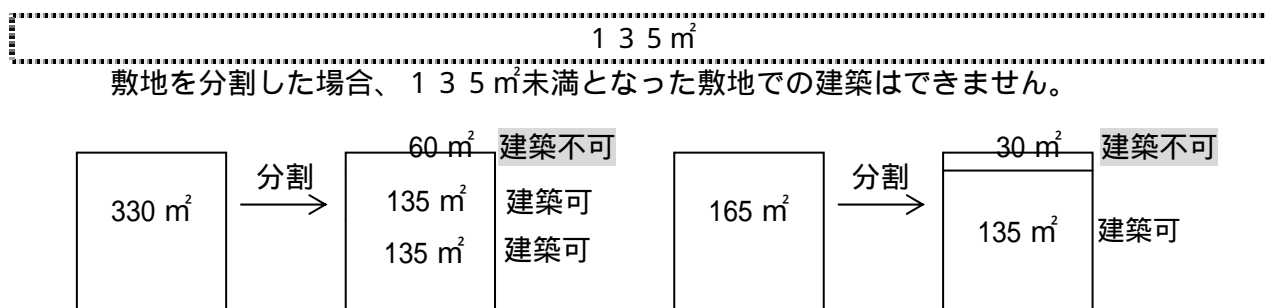 １３５㎡
敷地を分割した場合、１３５㎡未満となった敷地での建築はできません。
330 ㎡
分割
60 ㎡ 建築不可
135 ㎡ 建築可
135 ㎡ 建築可
165 ㎡
分割
30 ㎡ 建築不可
135 ㎡ 建築可